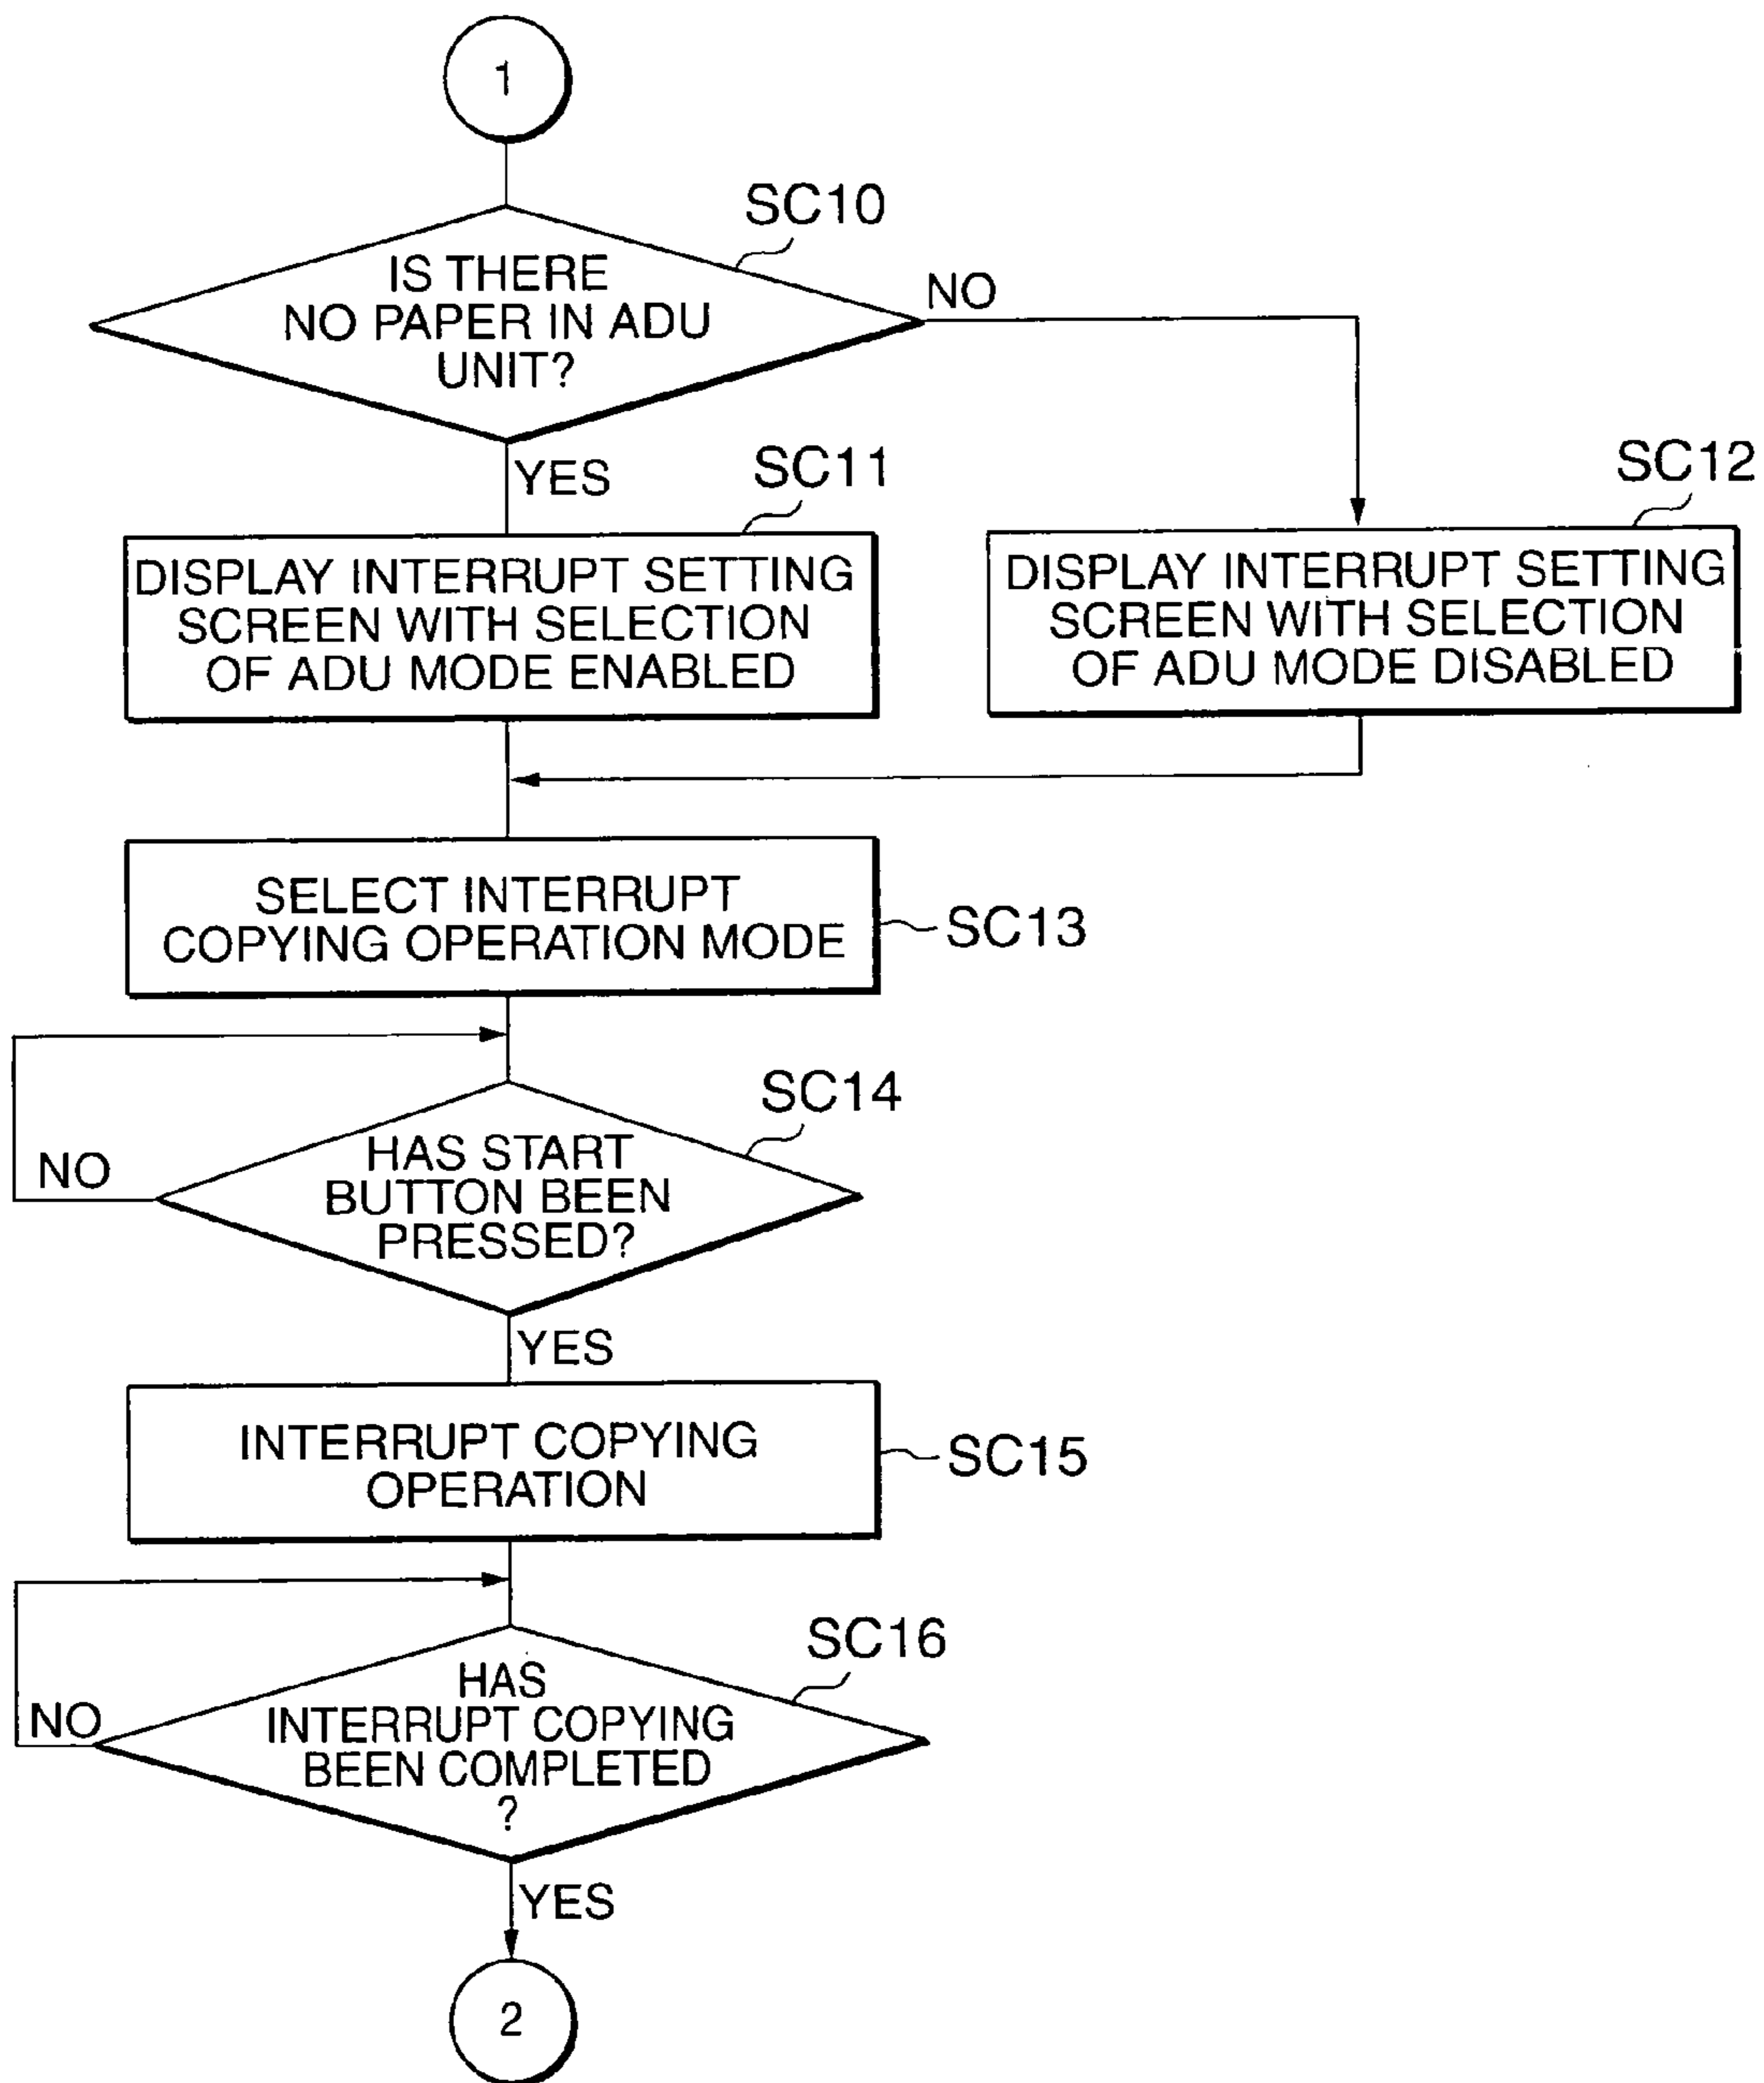 1
SC10
IS THERE
NO PAPER IN ADU
UNIT?
NO
YES
SC11
SC12
DISPLAY INTERRUPT SETTING
SCREEN WITH SELECTION
OF ADU MODE ENABLED
DISPLAY INTERRUPT SETTING
SCREEN WITH SELECTION
OF ADU MODE DISABLED
SELECT INTERRUPT
COPYING OPERATION MODE
SC13
SC14
HAS START
BUTTON BEEN
PRESSED?
NO
YES
INTERRUPT COPYING
OPERATION
SC15
SC16
HAS
INTERRUPT COPYING
BEEN COMPLETED
?
NO
YES
2